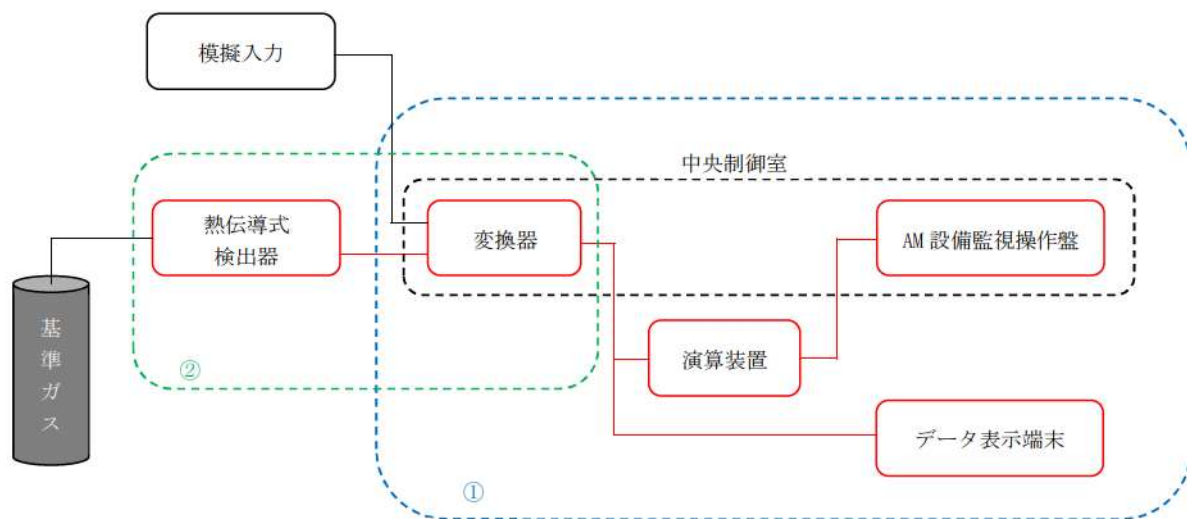 模擬入力
中央制御室
熱伝導式
検出器
変換器
AM 設備監視操作盤
基準ガス
②
演算装置
データ表示端末
①